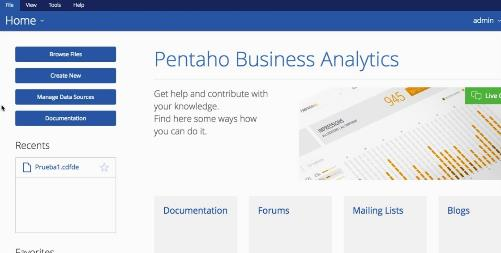 File View Tools Help
Home admin
Browse Files
Create New
Manage Data Sources
Documentation
Recents
Prueba1.cdfde
Favorites
Pentaho Business Analytics
Get help and contribute with
your knowledge.
Find here some ways how
you can do it.
945
IMPRESSIONS
Live
Documentation Forums Mailing Lists Blogs